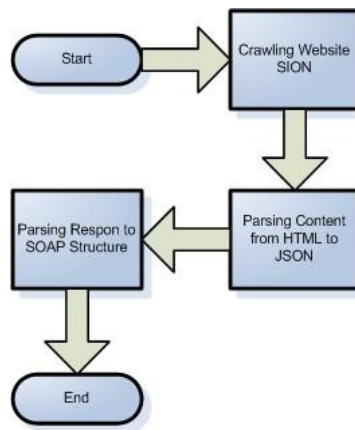 Start
Crawling Website
SION
Parsing Content
from HTML to
JSON
Parsing Respon to
SOAP Structure
End